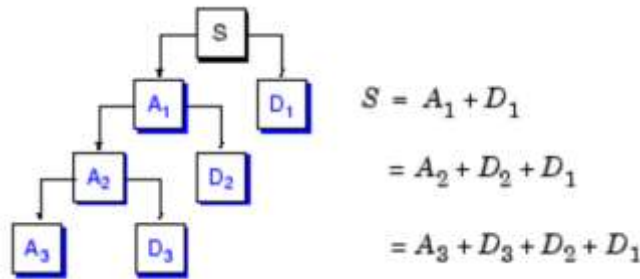 S
A₁ D₁
A₂ D₂
A₃ D₃
S = A₁ + D₁
= A₂ + D₂ + D₁
= A₃ + D₃ + D₂ + D₁